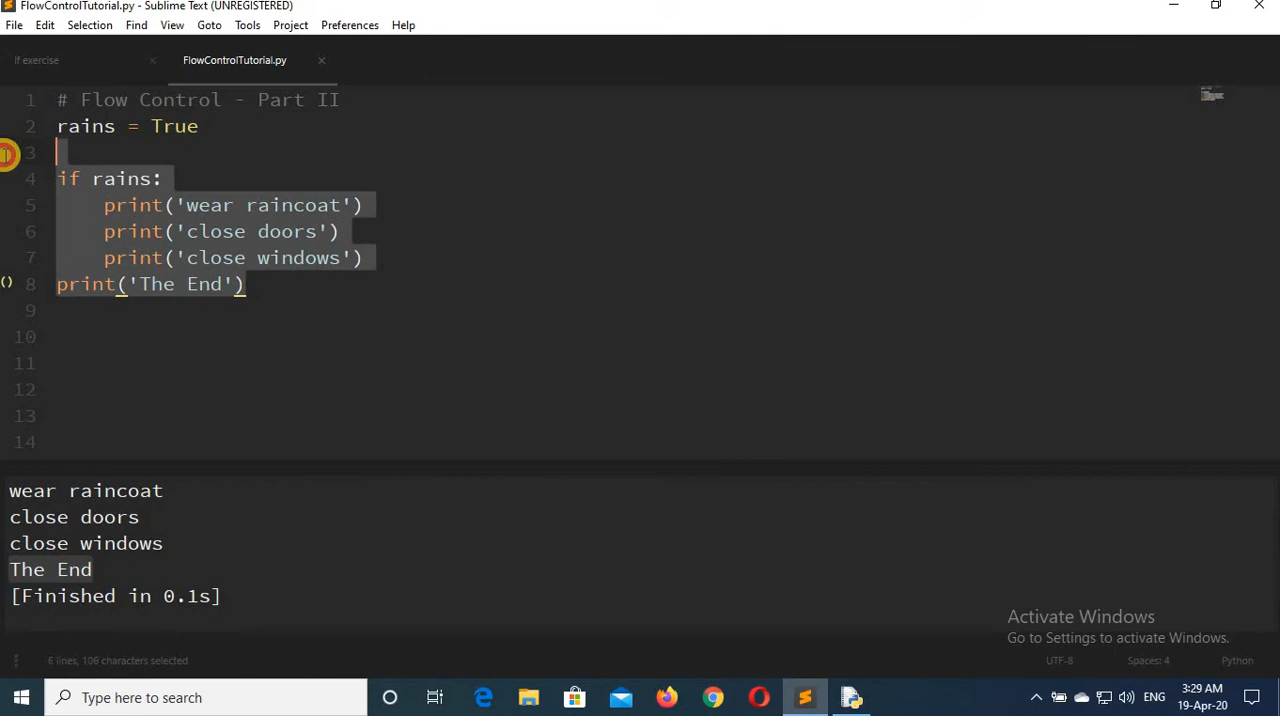 FlowControlTutorial.py - Sublime Text (UNREGISTERED)
File Edit Selection Find View Goto Tools Project Preferences Help
If exercise × FlowControlTutorial.py ×
1 # Flow Control - Part II
2 rains = True
3
4 if rains:
5 print('wear raincoat')
6 print('close doors')
7 print('close windows')
() 8 print('The End')
9
10
11
12
13
14
wear raincoat
close doors
close windows
The End
[Finished in 0.1s]
Activate Windows
Go to Settings to activate Windows.
6 lines, 106 characters selected UTF-8 Spaces: 4 Python
Type here to search ENG 3:29 AM
19-Apr-20